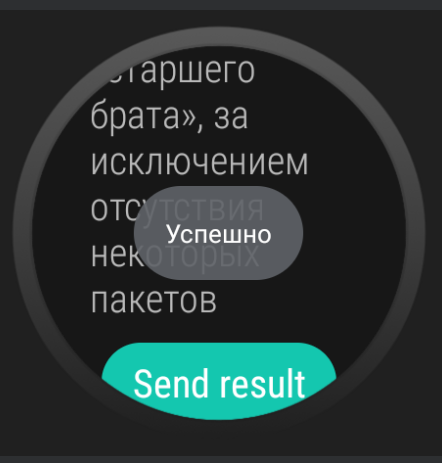 старшего
брата», за
исключением
отсутствия
некоторых
пакетов
Успешно
Send result